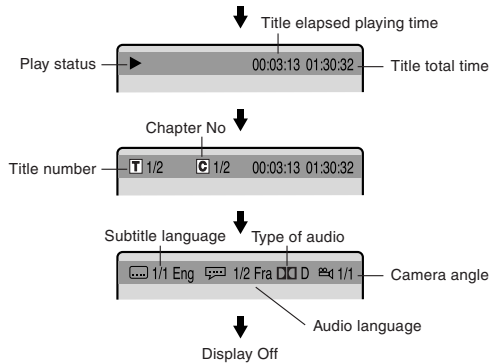 Title elapsed playing time
Play status
00:03:13 01:30:32
Title total time
Chapter No
Title number
T 1/2 C 1/2 00:03:13 01:30:32
Subtitle language Type of audio
1/1 Eng 1/2 Fra D 1/1
Camera angle
Audio language
Display Off